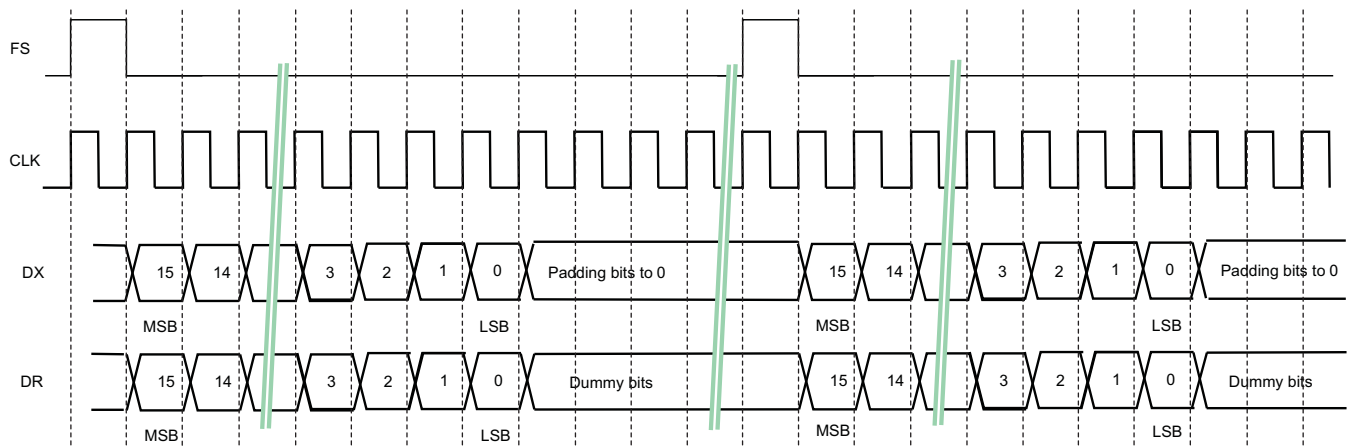 FS
CLK
DX 15 14 3 2 1 0 Padding bits to 0 15 14 3 2 1 0 Padding bits to 0
MSB LSB MSB LSB
DR 15 14 3 2 1 0 Dummy bits 15 14 3 2 1 0 Dummy bits
MSB LSB MSB LSB